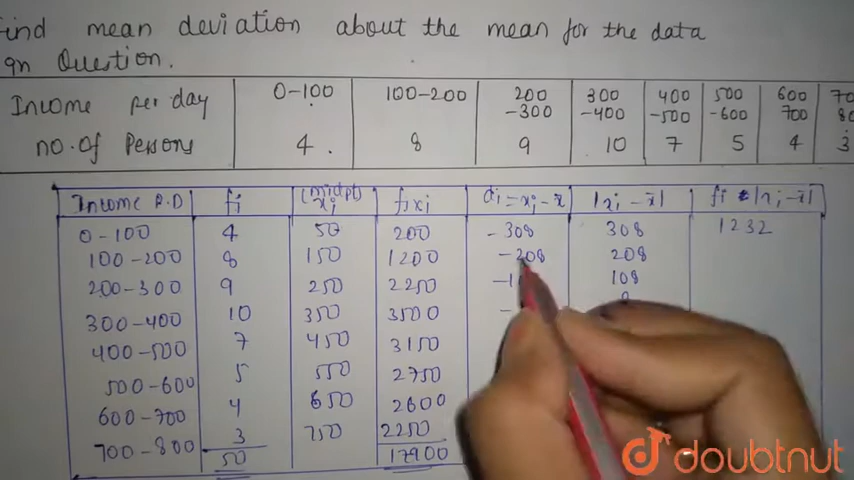 find mean deviation about the mean for the data
qn Question.
Income per day 0-100 100-200 200-300 300-400 400-500 500-600 600 700
no. of Persons 4. 8 9 10 7 5 4 3
Income P.D fi (midpt) xi fixi di = xi - x̄ |xi - x̄| fi |xi - x̄|
0-100 4 50 200 -308 308 1232
100-200 8 150 1200 -208 208
200-300 9 250 2250 108
300-400 10 350 3500
400-500 7 450 3150
500-600 5 550 2750
600-700 4 650 2600
700-800 3 750 2250
50 17900
doubtnut